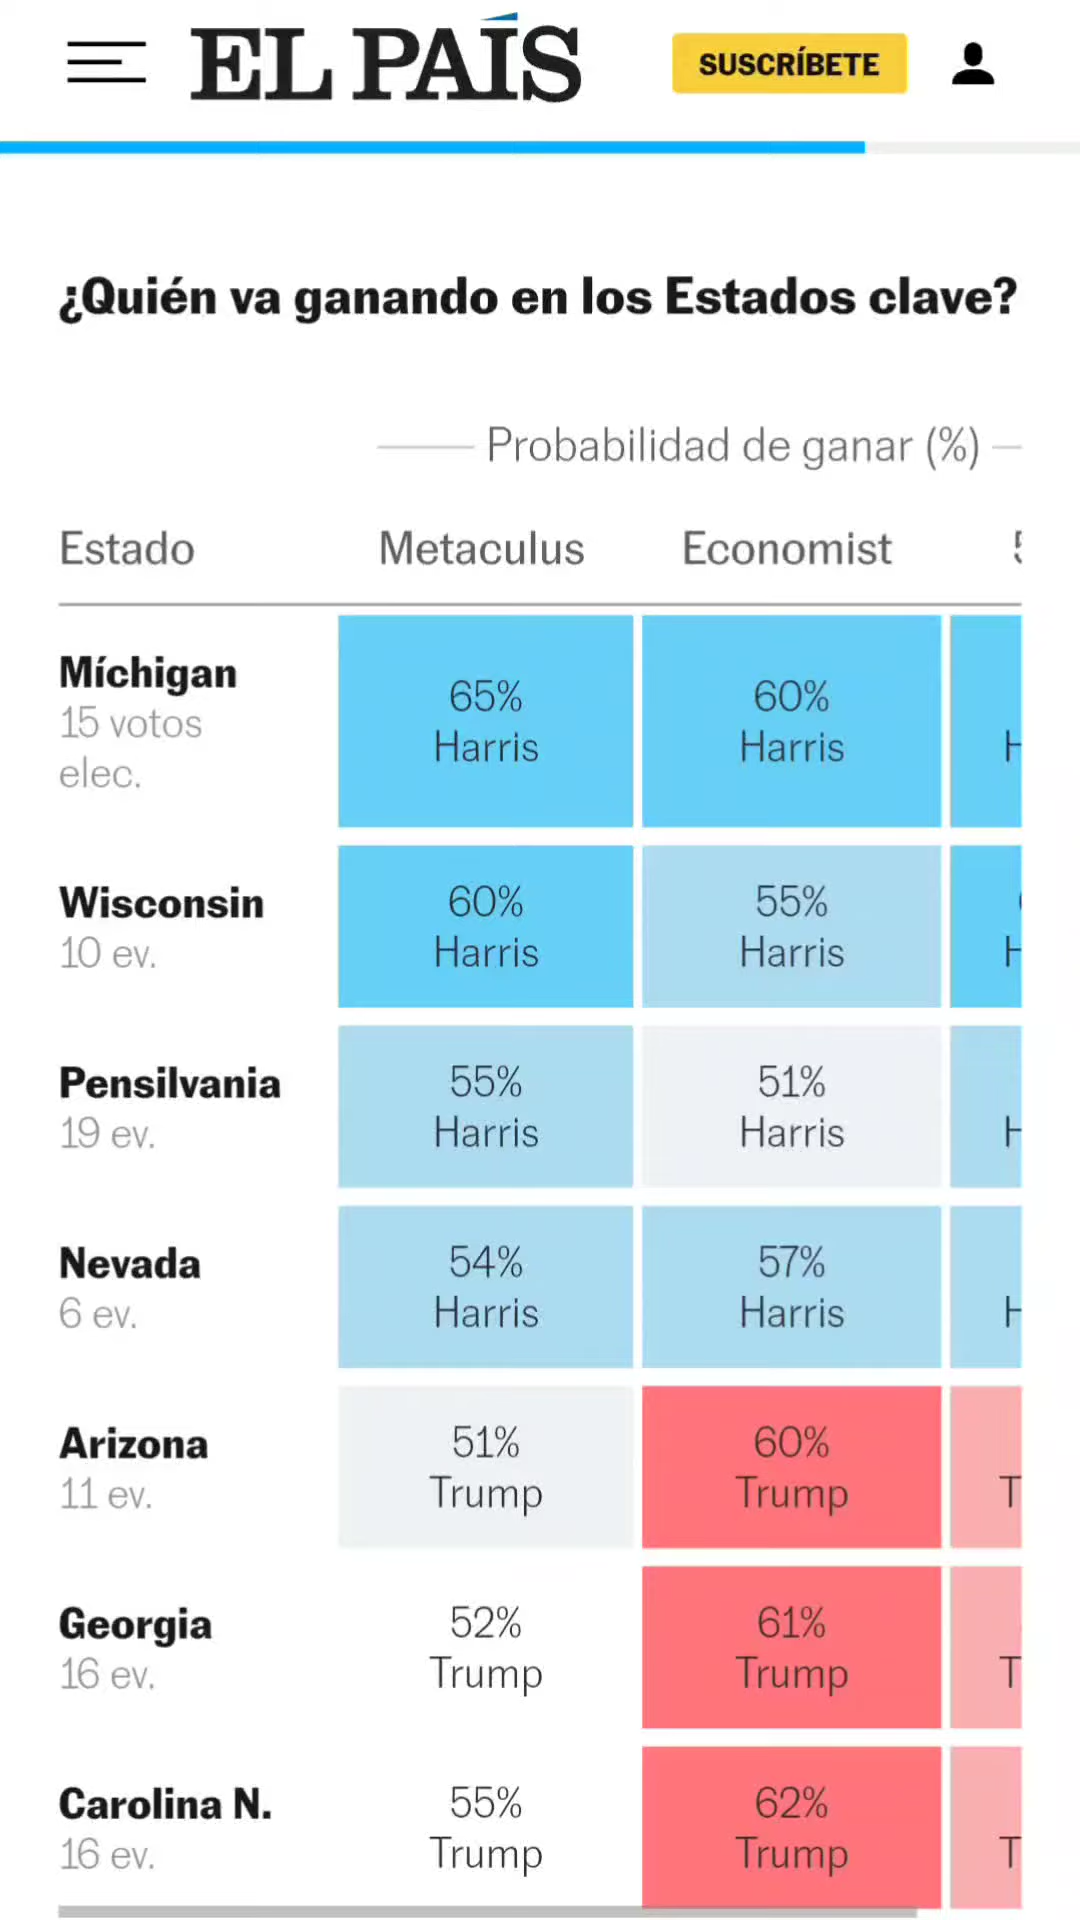 EL PAÍS
SUSCRÍBETE
¿Quién va ganando en los Estados clave?
Probabilidad de ganar (%)
Estado Metaculus Economist
Míchigan
15 votos
elec.
65%
Harris
60%
Harris
Wisconsin
10 ev.
60%
Harris
55%
Harris
Pensilvania
19 ev.
55%
Harris
51%
Harris
Nevada
6 ev.
54%
Harris
57%
Harris
Arizona
11 ev.
51%
Trump
60%
Trump
Georgia
16 ev.
52%
Trump
61%
Trump
Carolina N.
16 ev.
55%
Trump
62%
Trump